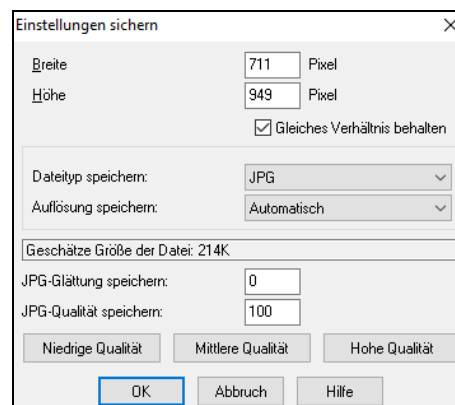 Einstellungen sichern
Breite 711 Pixel
Höhe 949 Pixel
Gleiches Verhältnis behalten
Dateityp speichern: JPG
Auflösung speichern: Automatisch
Geschätze Größe der Datei: 214K
JPG-Glättung speichern: 0
JPG-Qualität speichern: 100
Niedrige Qualität Mittlere Qualität Hohe Qualität
OK Abbruch Hilfe